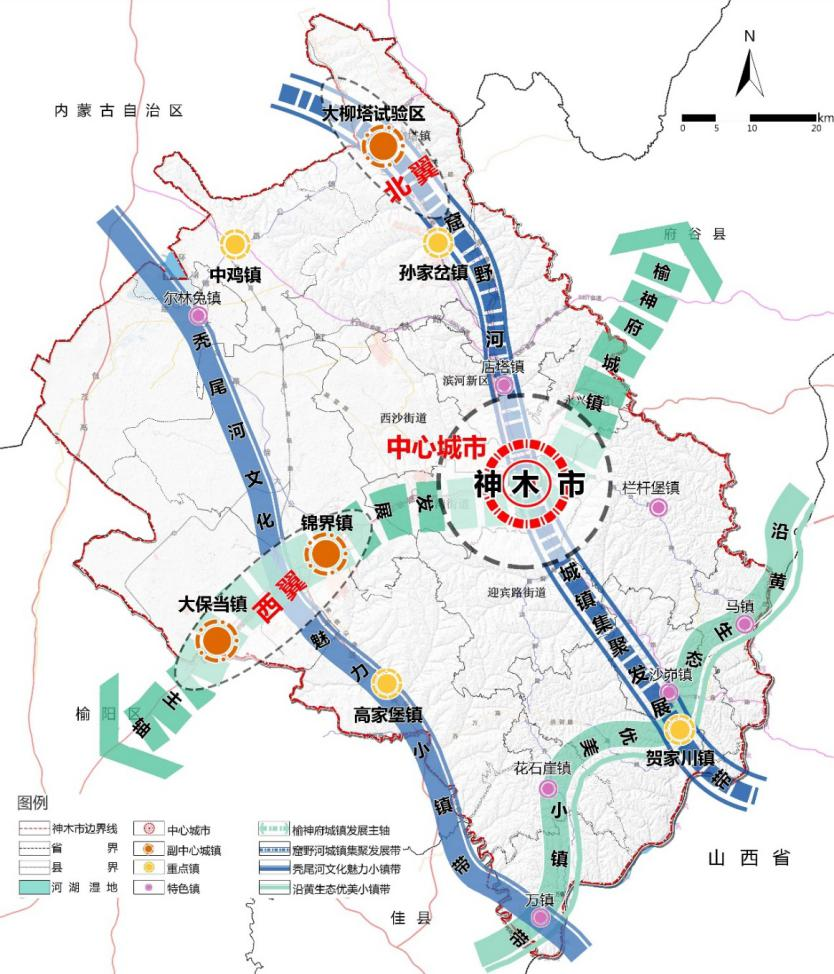 N
0 5 10 20 km
内蒙古自治区
大柳塔试验区
塔镇
北翼
府谷县
中鸡镇
孙家岔镇
尔林兔镇
窟野河城镇集聚发展带
榆神府城镇发展主轴
秃尾河文化魅力小镇带
店塔镇
滨河新区
西沙街道
中心城市
神木市
栏杆堡镇
锦界镇
西翼
大保当镇
迎宾路街道
沿黄生态优美小镇带
马镇
沙峁镇
高家堡镇
榆阳区
贺家川镇
花石崖镇
山西省
万镇
佳县
图例
神木市边界线
省界
县界
河湖湿地
中心城市
副中心城镇
重点镇
特色镇
榆神府城镇发展主轴
窟野河城镇集聚发展带
秃尾河文化魅力小镇带
沿黄生态优美小镇带